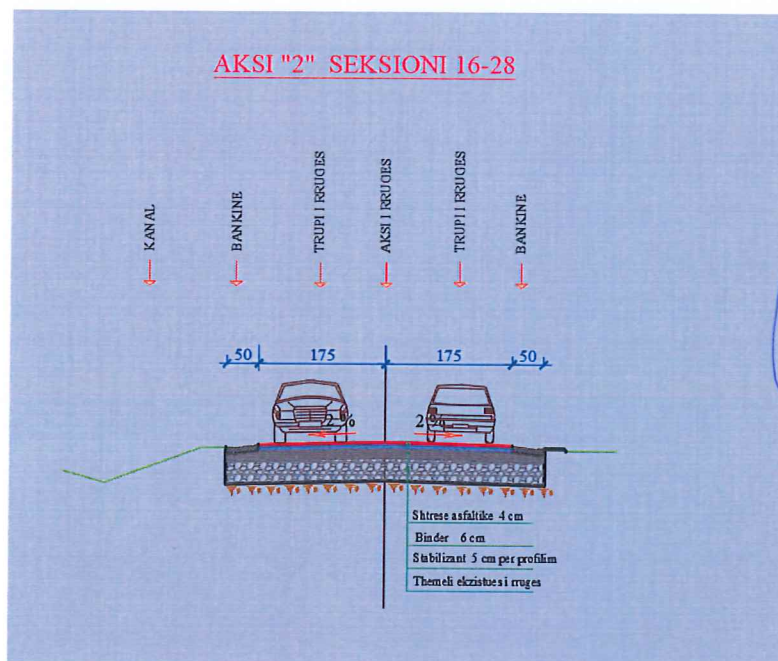 AKSI "2" SEKSIONI 16-28
KANAL
BANKINE
TRUPI I RRUGES
AKSI I RRUGES
TRUPI I RRUGES
BANKINE
50 175 175 50
2 % 2 %
Shtrese asfaltike 4 cm
Binder 6 cm
Stabilizant 5 cm per profilim
Themeli ekzistues i rruges